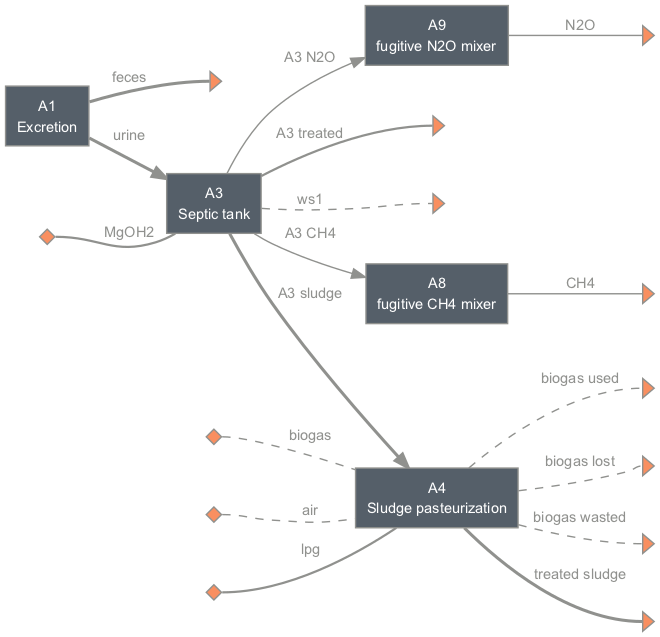 A9
fugitive N2O mixer
N2O
A3 N2O
feces
A1
Excretion
urine
A3 treated
A3
Septic tank
ws1
MgOH2
A3 CH4
A8
fugitive CH4 mixer
CH4
A3 sludge
biogas used
biogas
biogas lost
A4
Sludge pasteurization
air
biogas wasted
lpg
treated sludge